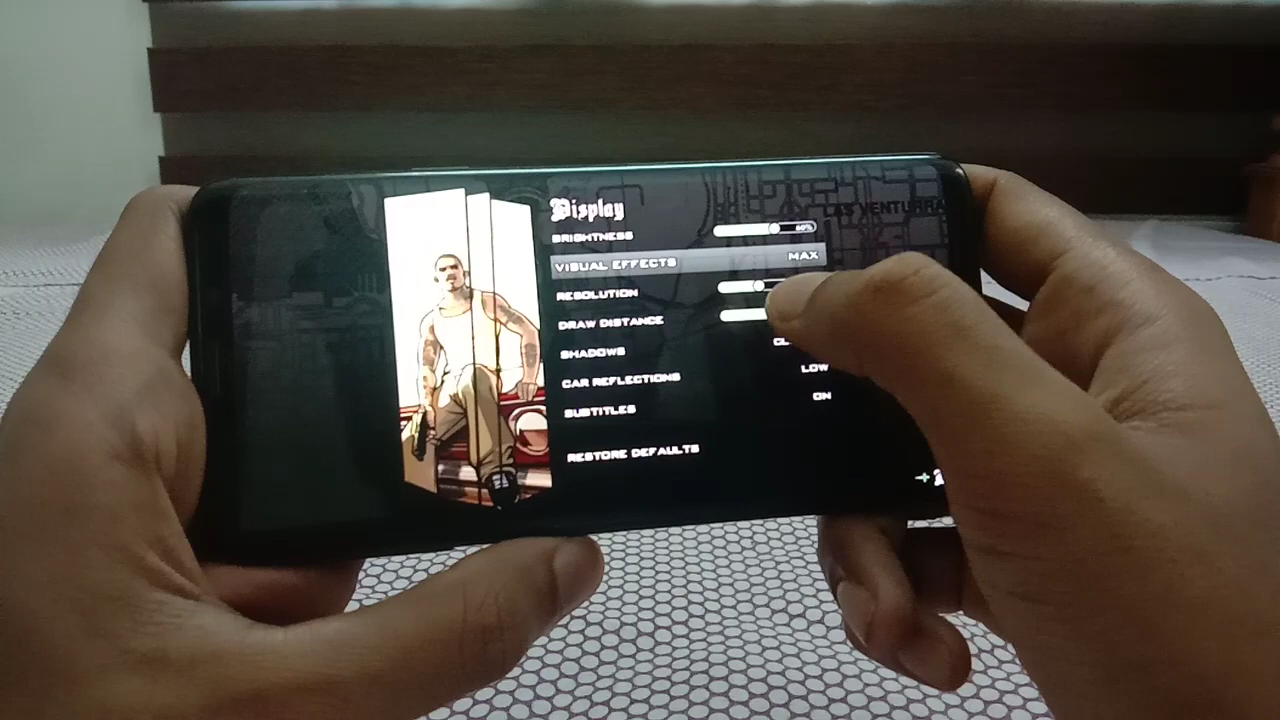 Display
LAS VENTURRA
BRIGHTNESS 60%
VISUAL EFFECTS MAX
RESOLUTION
DRAW DISTANCE
SHADOWS
CAR REFLECTIONS LOW
SUBTITLES ON
RESTORE DEFAULTS